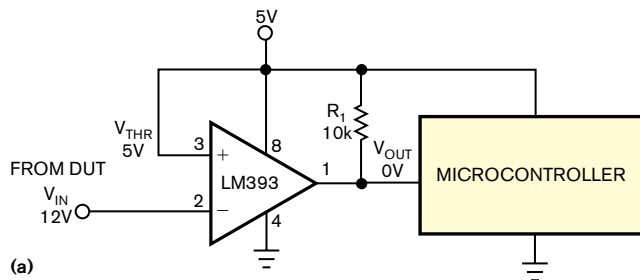 5V
R1
10k
VTHR
5V
3
+
8
1
VOUT
0V
MICROCONTROLLER
FROM DUT
LM393
VIN
12V
2
−
4
(a)